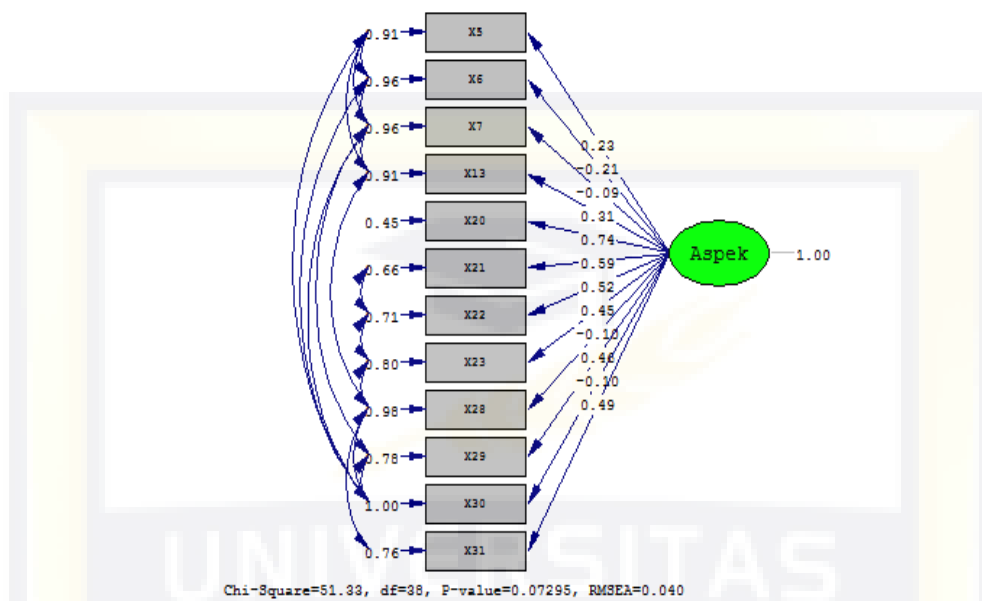 0.91 X5
0.96 X6
0.96 X7
0.23
0.91 X13
-0.21
-0.09
0.31
0.45 X20
0.74
0.66 X21
0.59
Aspek 1.00
0.71 X22
0.52
0.45
0.80 X23
-0.10
0.46
0.98 X28
-0.10
0.49
0.78 X29
1.00 X30
0.76 X31
UNIVERSITAS
Chi-Square=51.33, df=38, P-value=0.07295, RMSEA=0.040